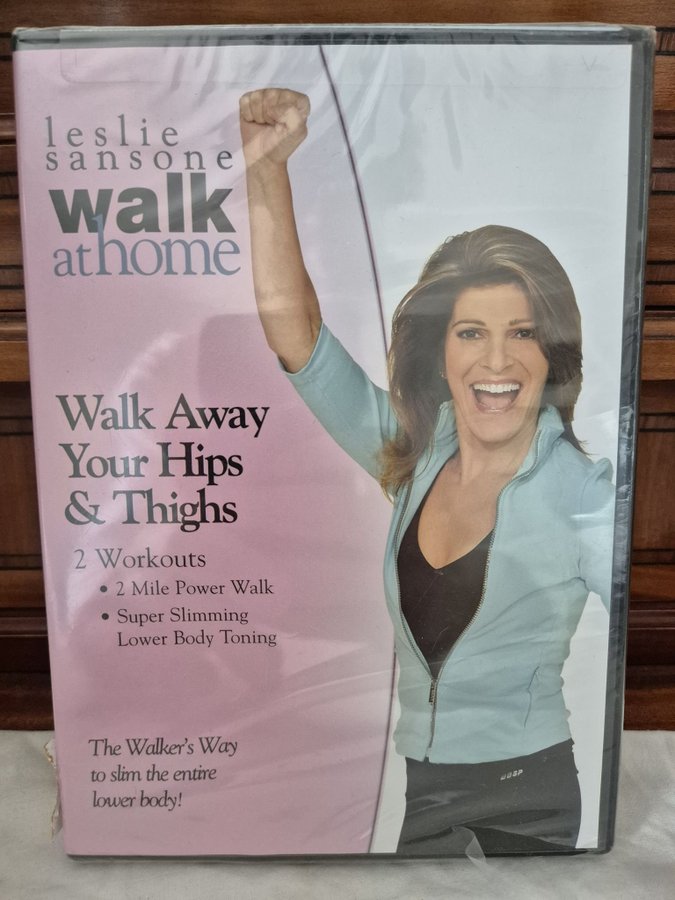 leslie
sansone
walk
at home
Walk Away
Your Hips
& Thighs
2 Workouts
• 2 Mile Power Walk
• Super Slimming
Lower Body Toning
The Walker's Way
to slim the entire
lower body!